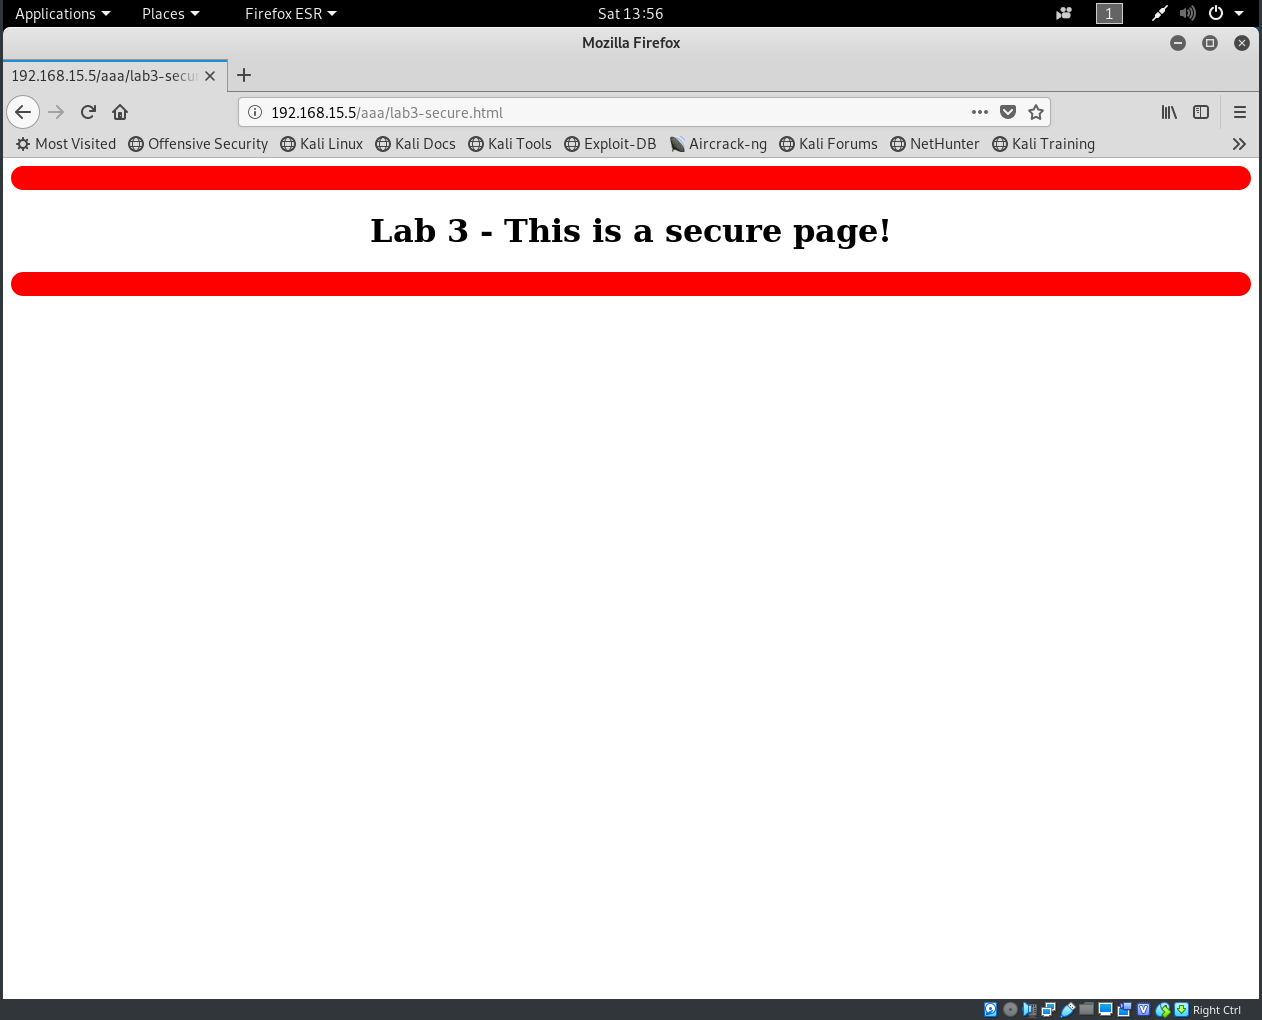 Applications Places Firefox ESR Sat 13:56 1
Mozilla Firefox
192.168.15.5/aaa/lab3-secu
192.168.15.5/aaa/lab3-secure.html
Most Visited Offensive Security Kali Linux Kali Docs Kali Tools Exploit-DB Aircrack-ng Kali Forums NetHunter Kali Training
Lab 3 - This is a secure page!
Right Ctrl